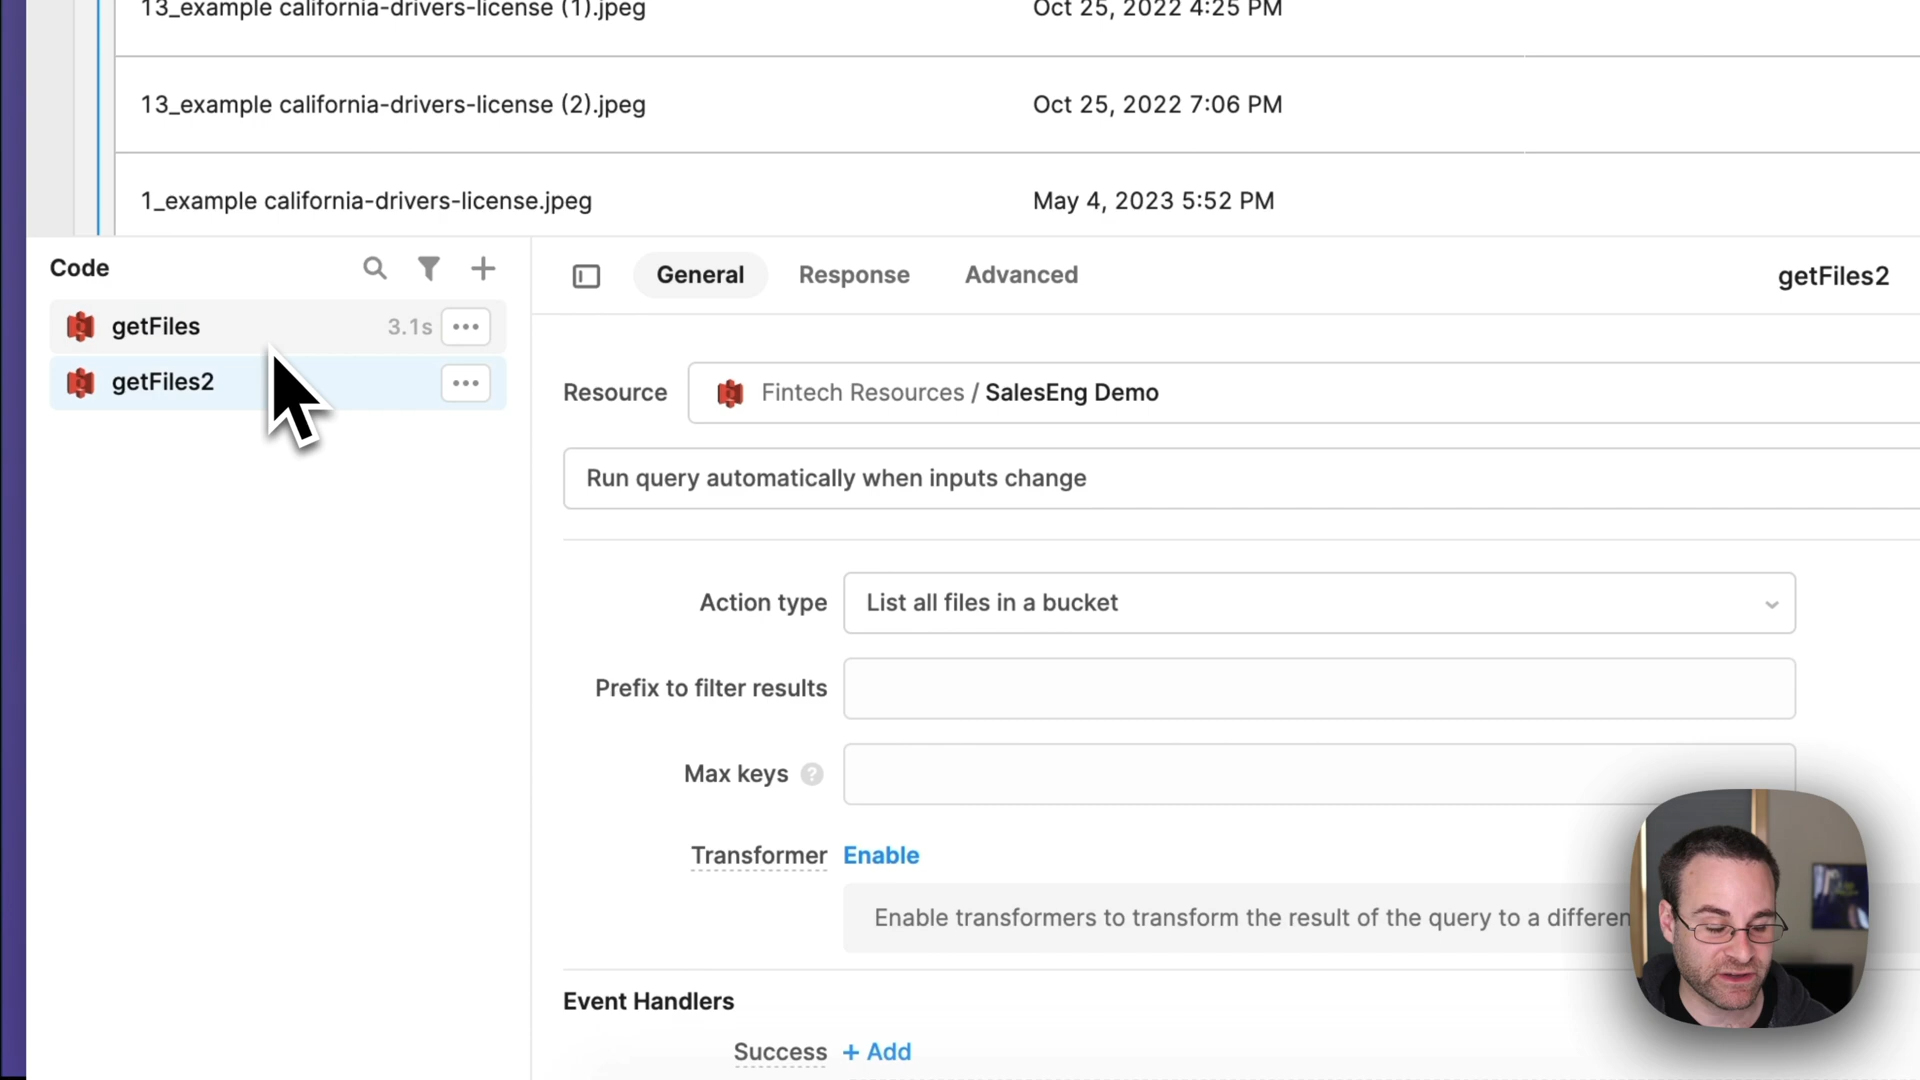 13_example california-drivers-license (1).jpeg Oct 25, 2022 4:25 PM
13_example california-drivers-license (2).jpeg Oct 25, 2022 7:06 PM
1_example california-drivers-license.jpeg May 4, 2023 5:52 PM
Code
General Response Advanced getFiles2
getFiles 3.1s
getFiles2
Resource Fintech Resources / SalesEng Demo
Run query automatically when inputs change
Action type List all files in a bucket
Prefix to filter results
Max keys ?
Transformer Enable
Enable transformers to transform the result of the query to a differen
Event Handlers
Success + Add